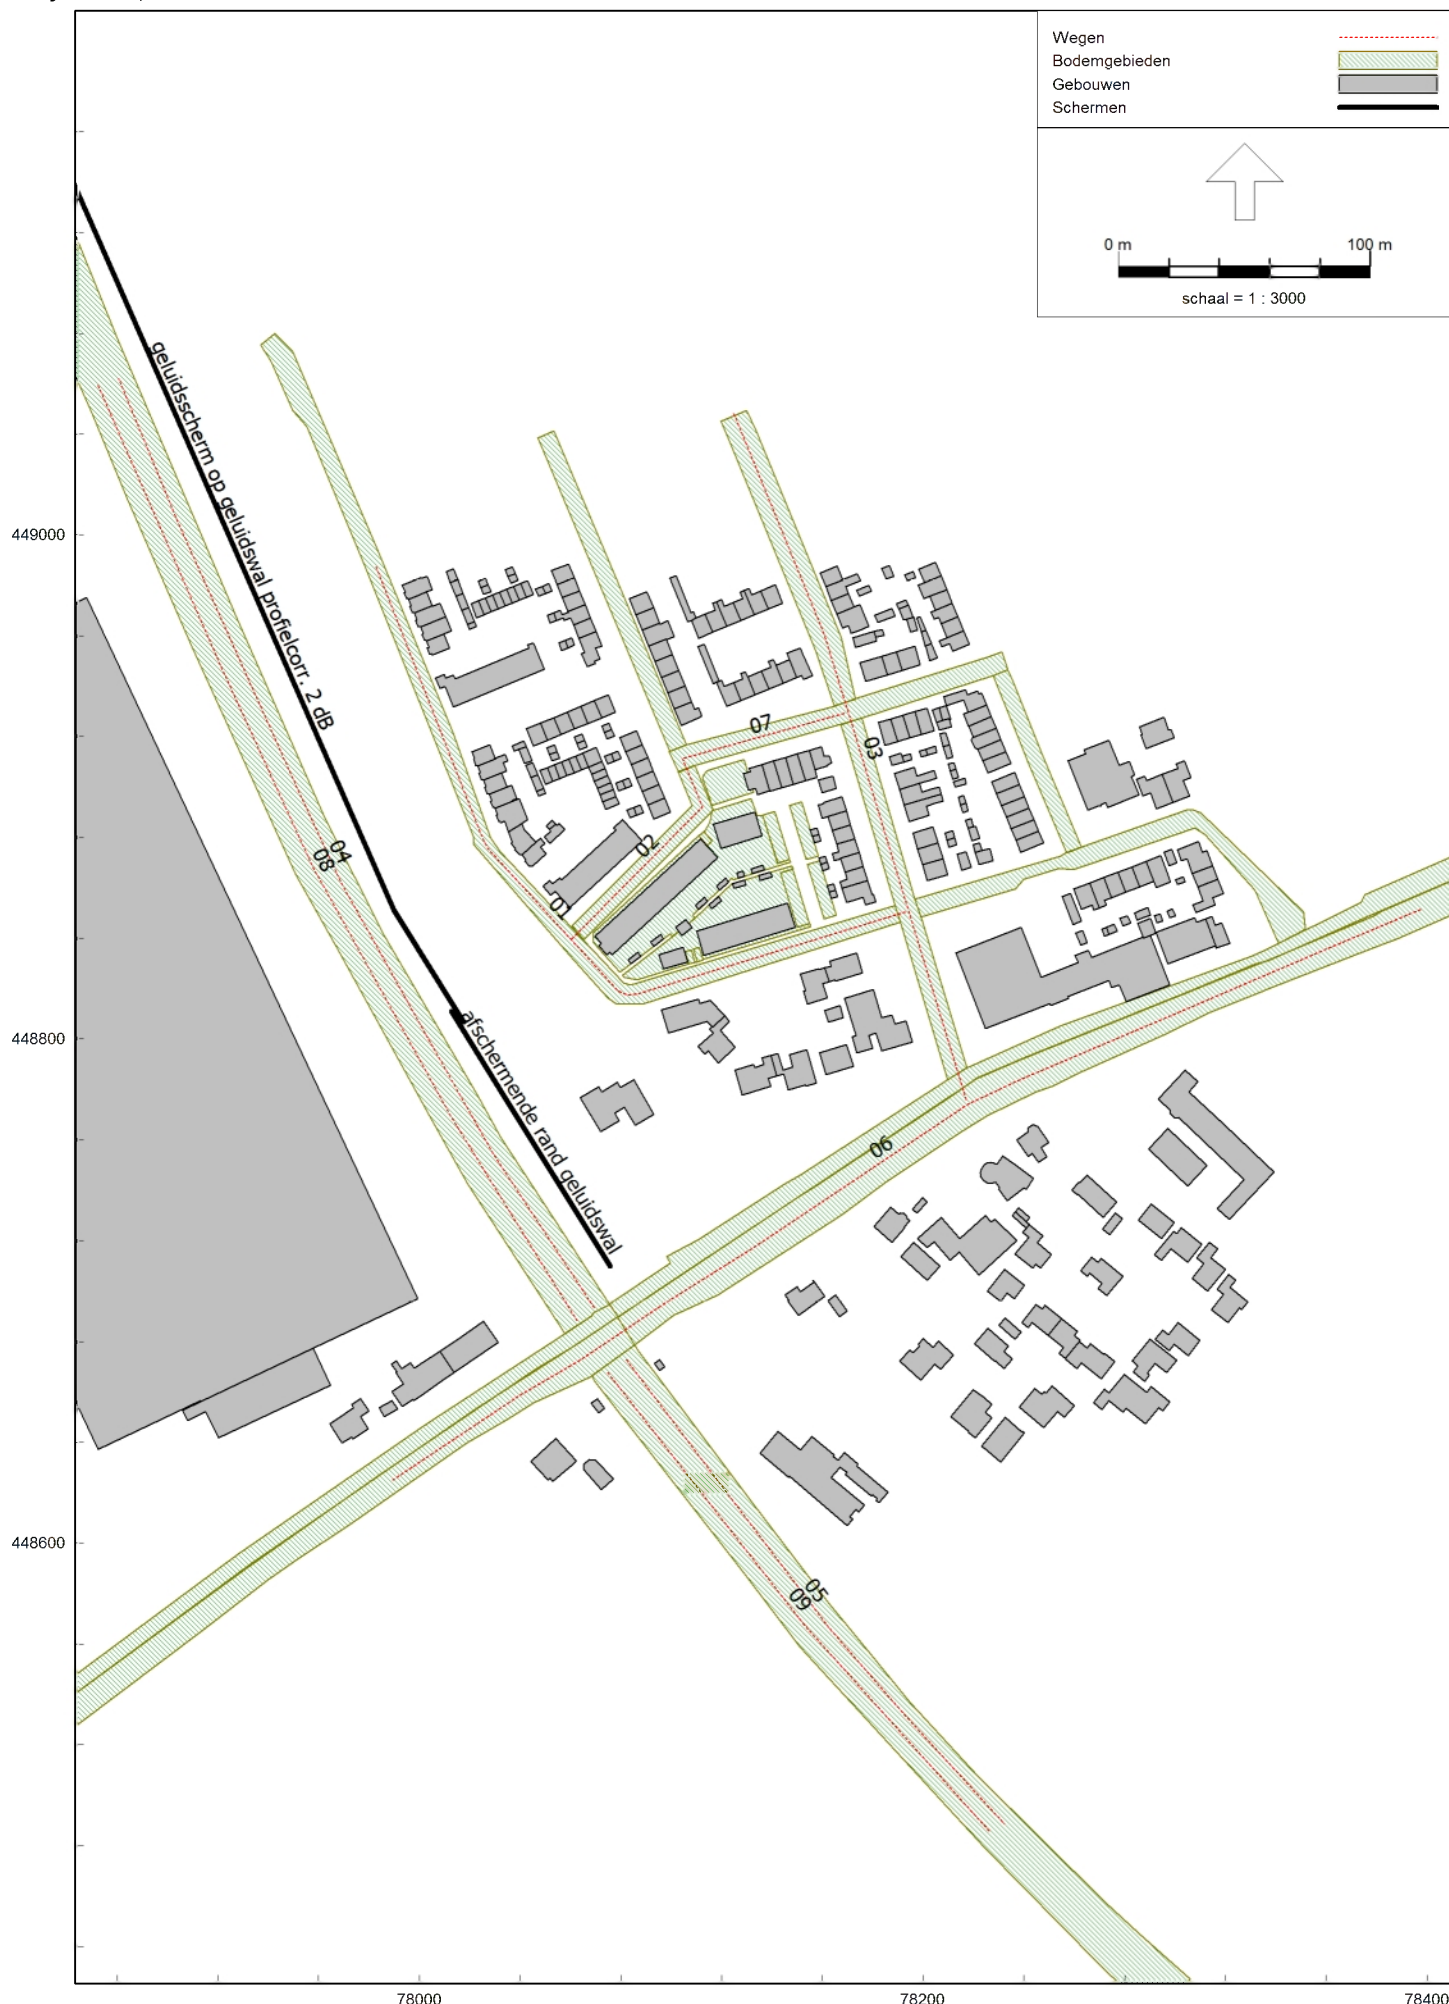 Wegen
Bodemgebieden
Gebouwen
Schermen
0 m 100 m
schaal = 1 : 3000
geluidsscherm op geluidswal profielcorr. 2 dB
449000
07
03
02
04
08
01
448800
afschermende rand geluidswal
06
448600
05
09
78000 78200 78400